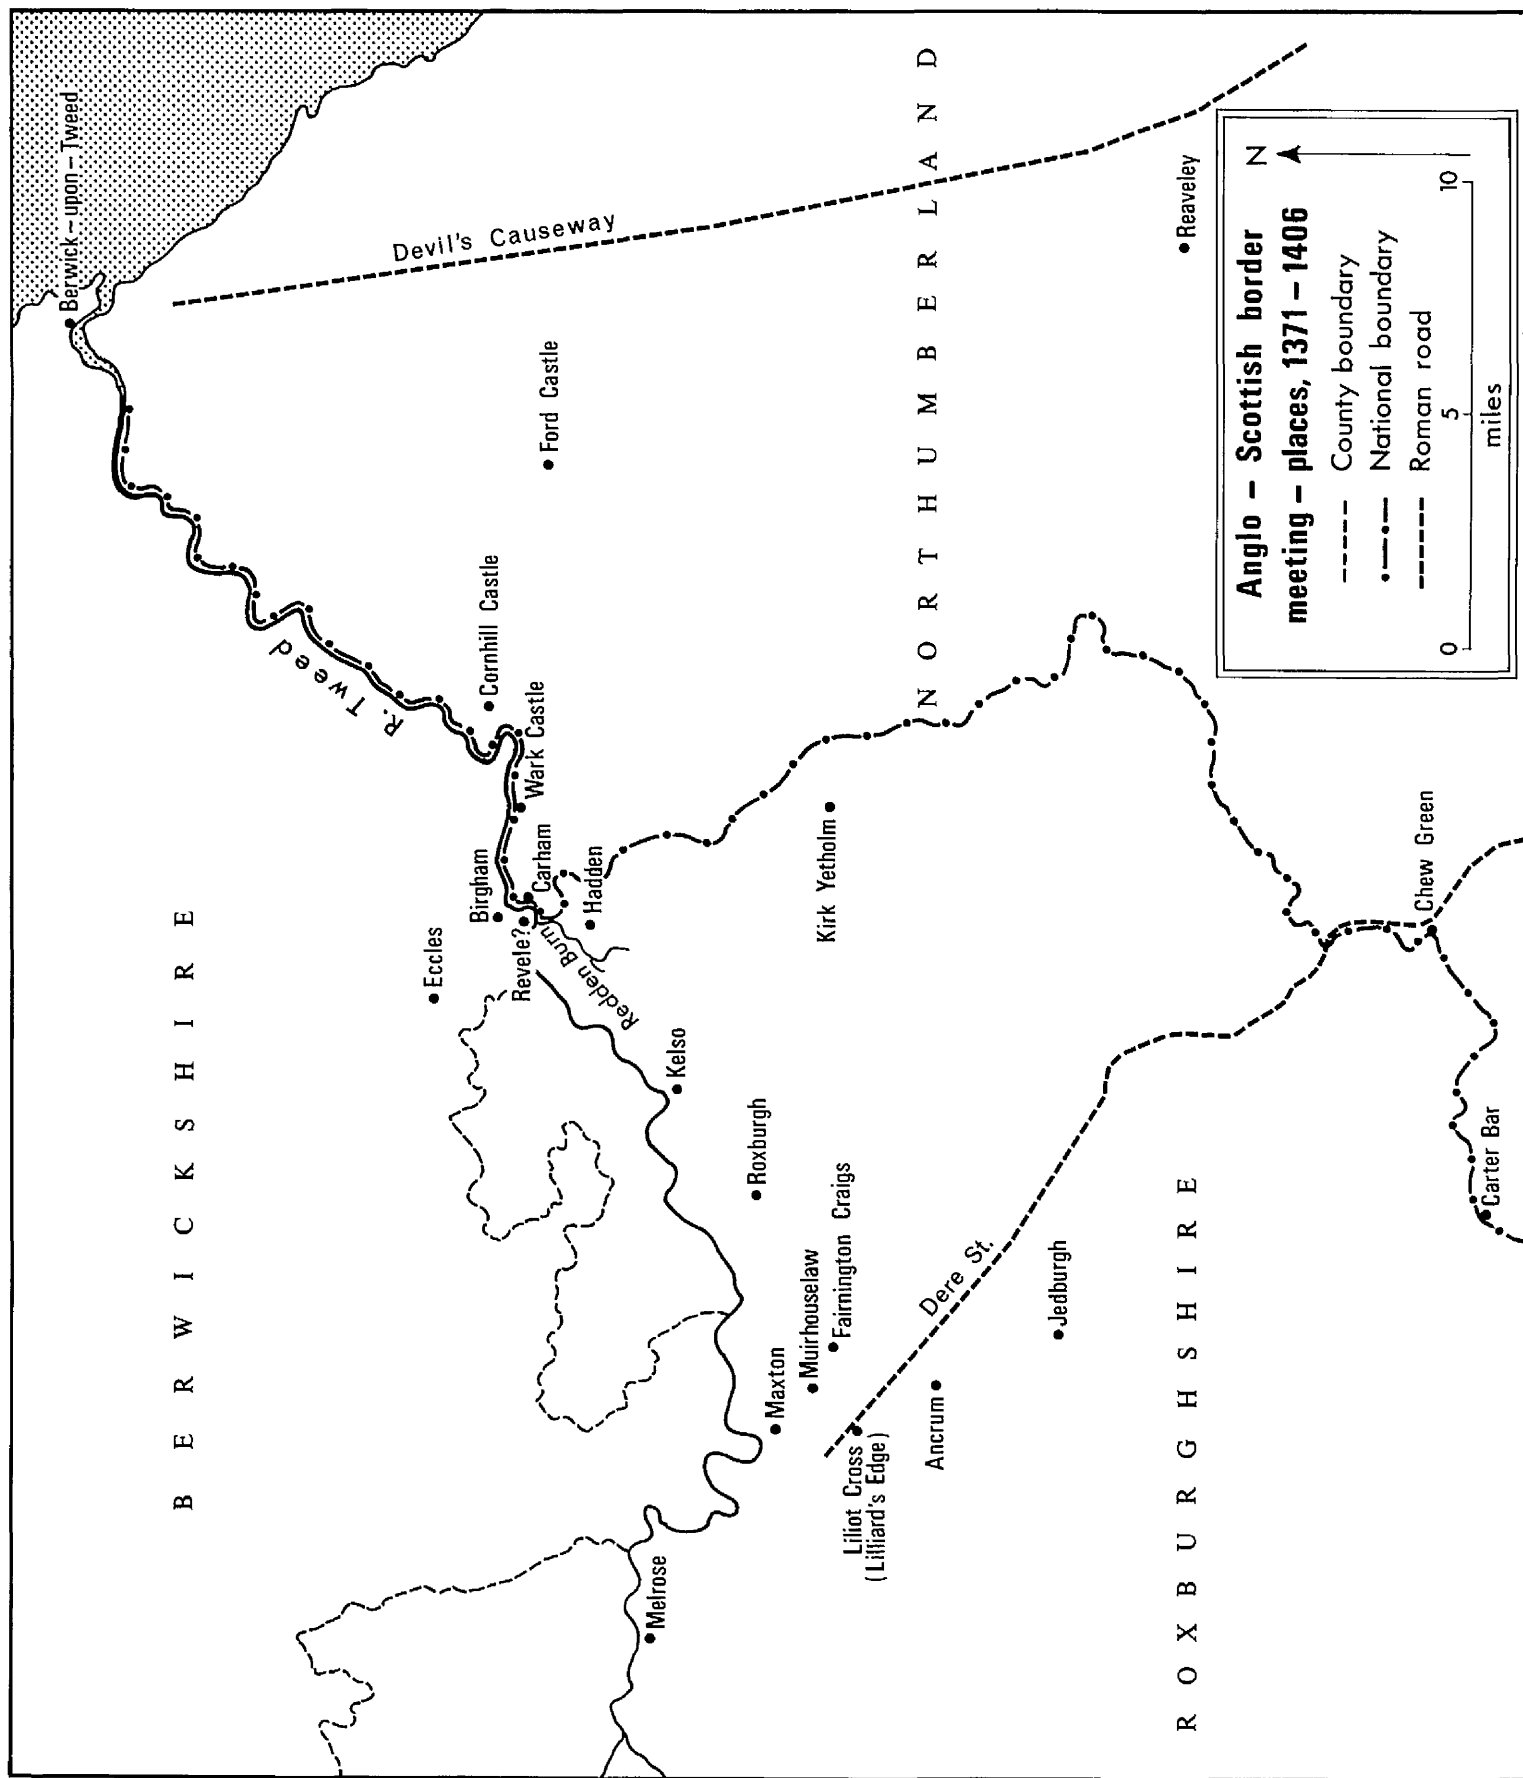 Berwick – upon – Tweed
Devil's Causeway
Ford Castle
Reaveley
N O R T H U M B E R L A N D
R. Tweed
Cornhill Castle
Wark Castle
B E R W I C K S H I R E
Birgham
Carham
Hadden
Eccles
Revele?
Redden Burn
Kirk Yetholm
Kelso
Roxburgh
Fairnington Craigs
Muirhouselaw
Maxton
Dere St.
Jedburgh
Ancrum
Liliot Cross
(Lilliard's Edge)
Melrose
R O X B U R G H S H I R E
Chew Green
Carter Bar
Anglo – Scottish border
meeting – places, 1371 – 1406
N
County boundary
National boundary
Roman road
0 5 10
miles